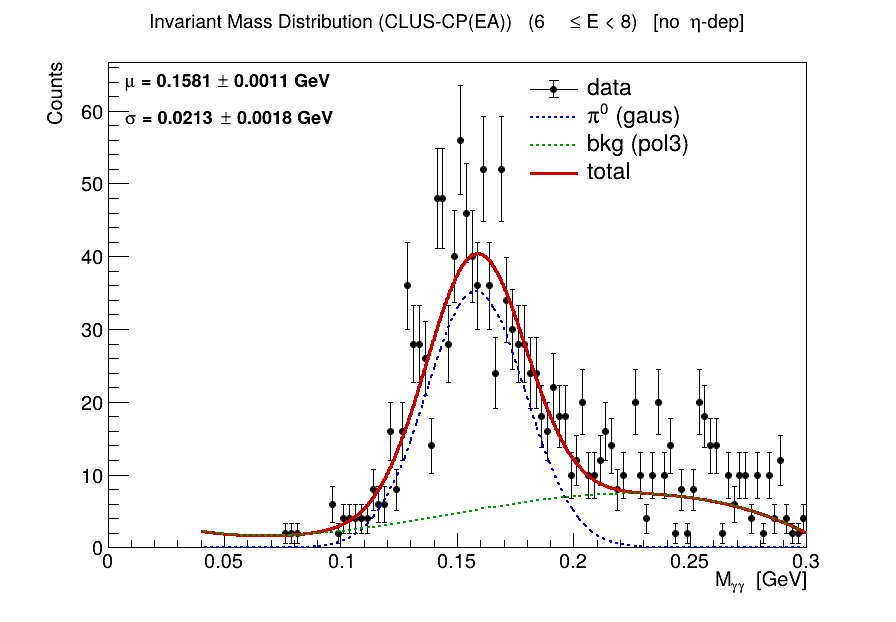 Invariant Mass Distribution (CLUS-CP(EA)) (6 ≤ E < 8) [no η-dep]
Counts
μ = 0.1581 ± 0.0011 GeV
σ = 0.0213 ± 0.0018 GeV
data
π⁰ (gaus)
bkg (pol3)
total
60
50
40
30
20
10
0
0 0.05 0.1 0.15 0.2 0.25 0.3
Mγγ [GeV]